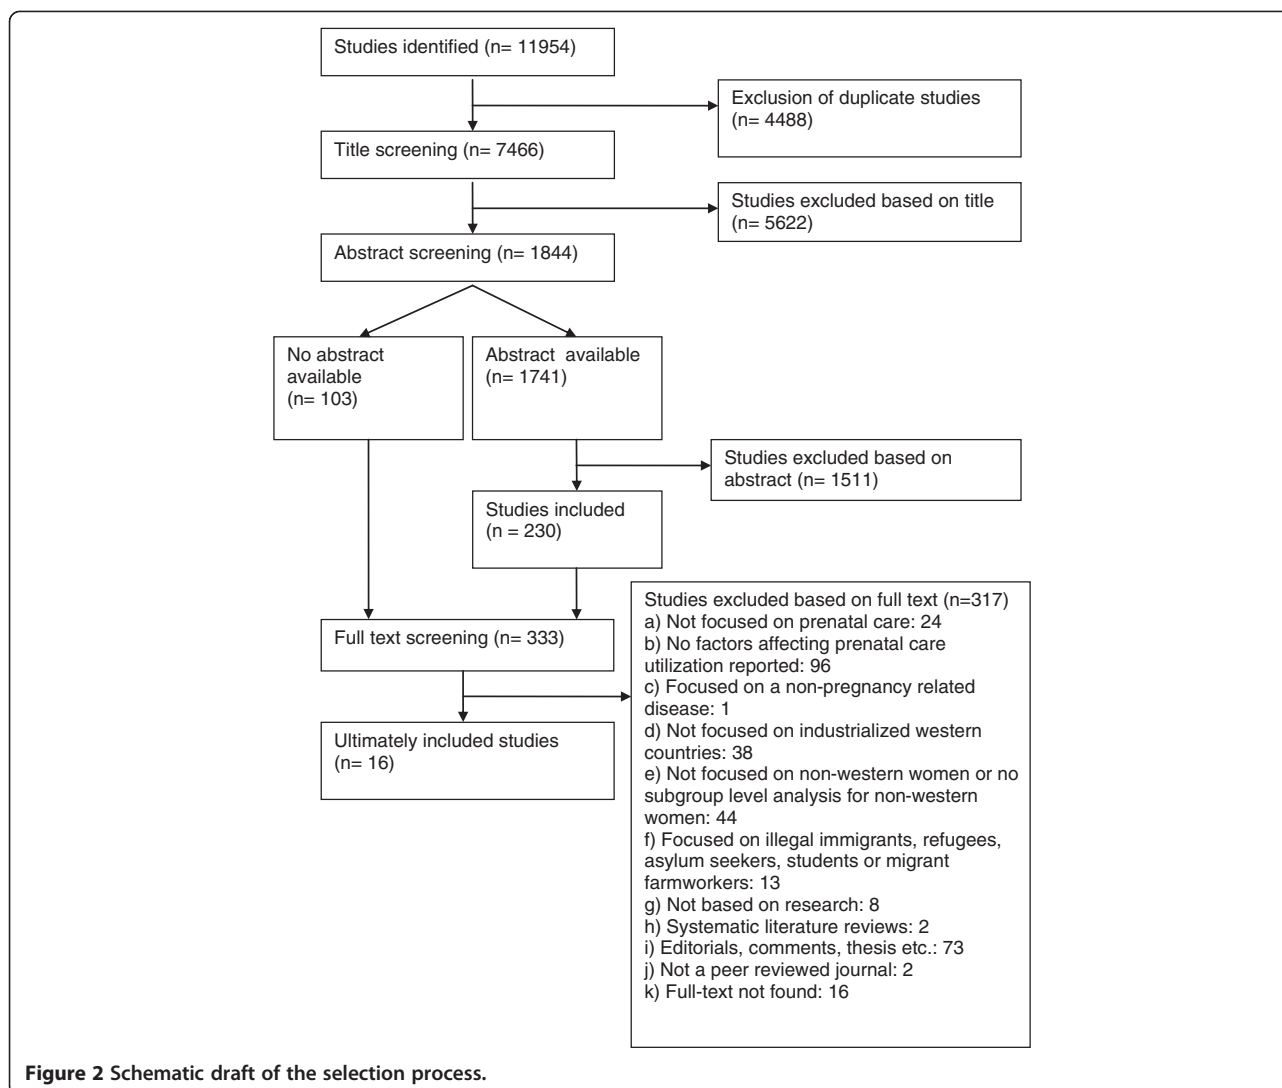 Studies identified (n= 11954)
Exclusion of duplicate studies
(n= 4488)
Title screening (n= 7466)
Studies excluded based on title
(n= 5622)
Abstract screening (n= 1844)
No abstract
available
(n= 103)
Abstract available
(n= 1741)
Studies excluded based on
abstract (n= 1511)
Studies included
(n = 230)
Full text screening (n= 333)
Studies excluded based on full text (n=317)
a) Not focused on prenatal care: 24
b) No factors affecting prenatal care
utilization reported: 96
c) Focused on a non-pregnancy related
disease: 1
d) Not focused on industrialized western
countries: 38
e) Not focused on non-western women or no
subgroup level analysis for non-western
women: 44
f) Focused on illegal immigrants, refugees,
asylum seekers, students or migrant
farmworkers: 13
g) Not based on research: 8
h) Systematic literature reviews: 2
i) Editorials, comments, thesis etc.: 73
j) Not a peer reviewed journal: 2
k) Full-text not found: 16
Ultimately included studies
(n= 16)
Figure 2 Schematic draft of the selection process.